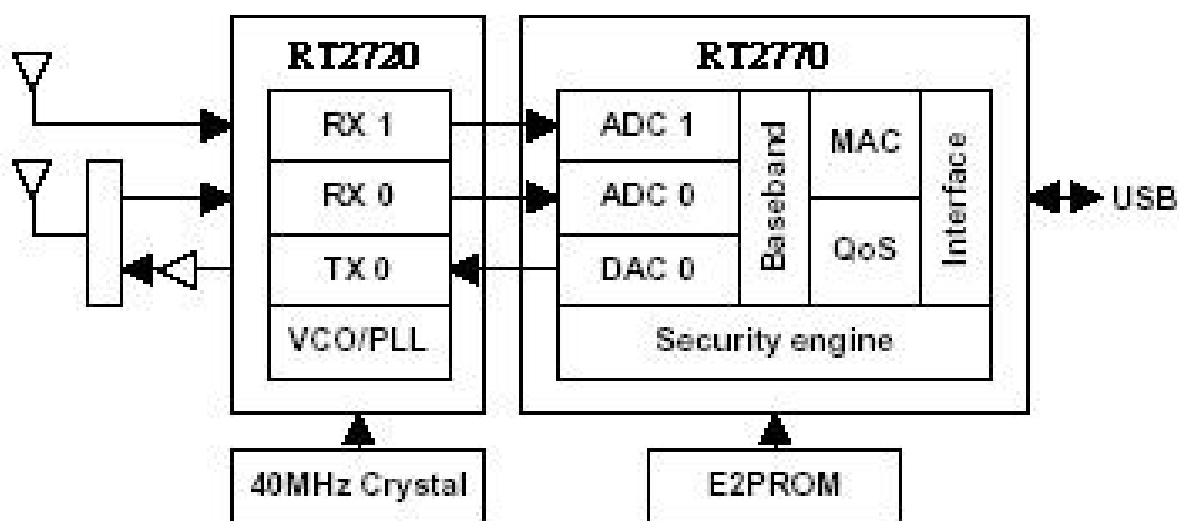 RT2720
RT2770
RX 1
RX 0
TX 0
VCO/PLL
ADC 1
ADC 0
DAC 0
Baseband
MAC
QoS
Interface
Security engine
USB
40MHz Crystal
E2PROM